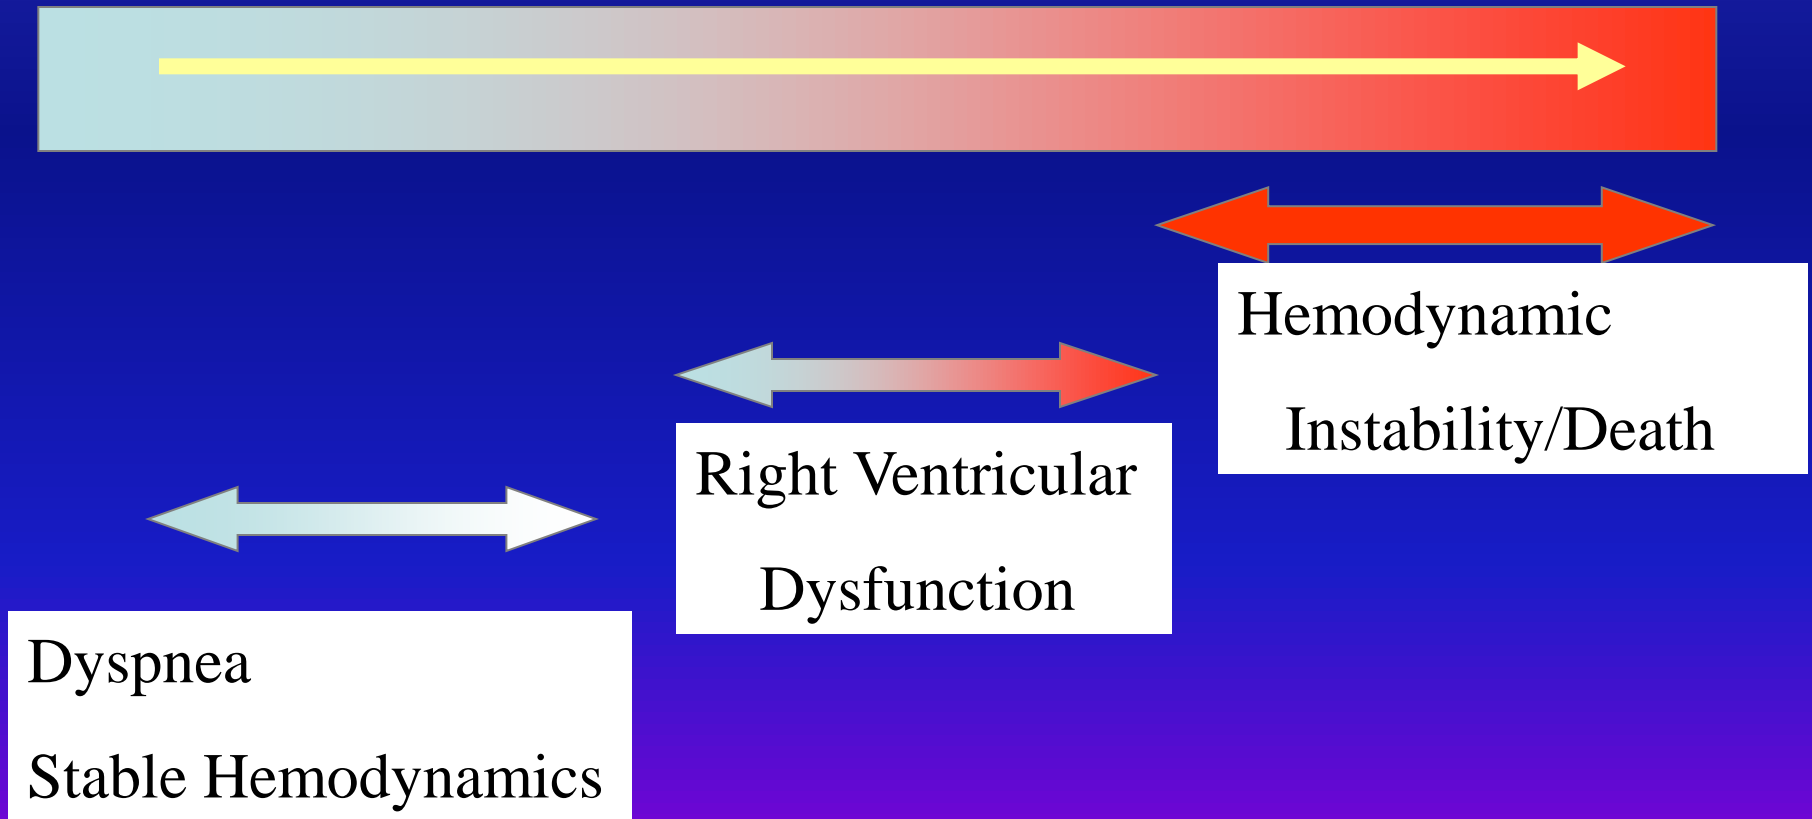 Hemodynamic
Instability/Death
Right Ventricular
Dysfunction
Dyspnea
Stable Hemodynamics